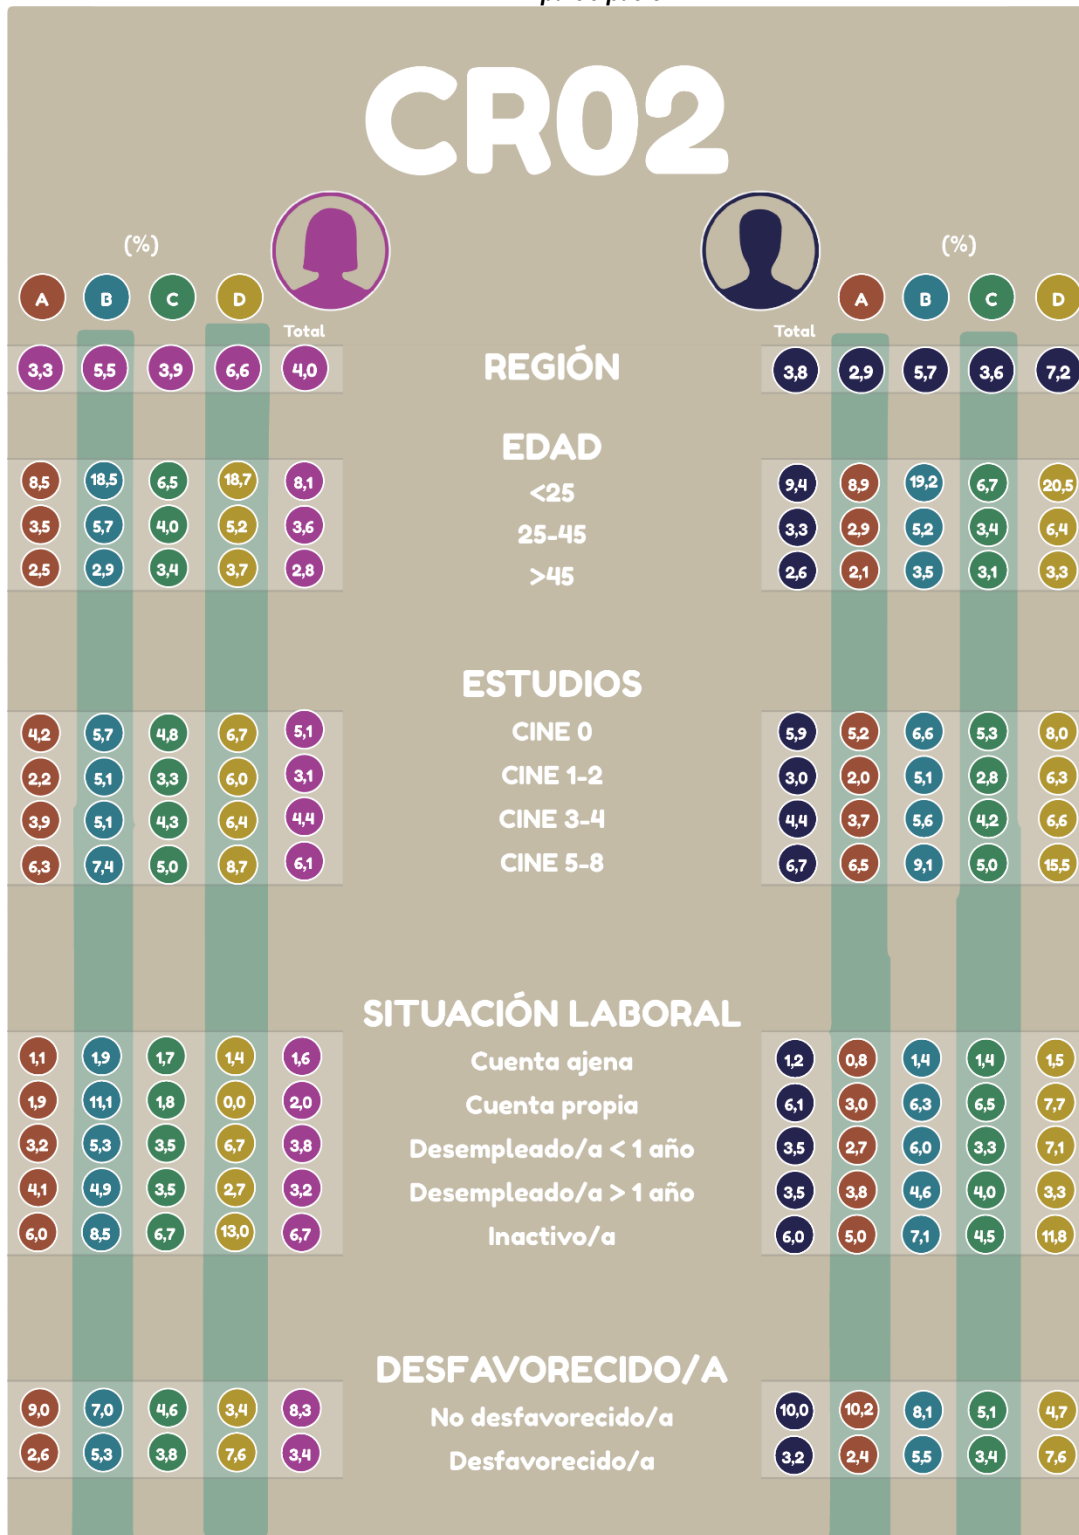 CR02
(%) (%)
A B C D A B C D
Total Total
3,3 5,5 3,9 6,6 4,0 REGIÓN 3,8 2,9 5,7 3,6 7,2
EDAD
8,5 18,5 6,5 18,7 8,1 <25 9,4 8,9 19,2 6,7 20,5
3,5 5,7 4,0 5,2 3,6 25-45 3,3 2,9 5,2 3,4 6,4
2,5 2,9 3,4 3,7 2,8 >45 2,6 2,1 3,5 3,1 3,3
ESTUDIOS
4,2 5,7 4,8 6,7 5,1 CINE 0 5,9 5,2 6,6 5,3 8,0
2,2 5,1 3,3 6,0 3,1 CINE 1-2 3,0 2,0 5,1 2,8 6,3
3,9 5,1 4,3 6,4 4,4 CINE 3-4 4,4 3,7 5,6 4,2 6,6
6,3 7,4 5,0 8,7 6,1 CINE 5-8 6,7 6,5 9,1 5,0 15,5
SITUACIÓN LABORAL
1,1 1,9 1,7 1,4 1,6 Cuenta ajena 1,2 0,8 1,4 1,4 1,5
1,9 11,1 1,8 0,0 2,0 Cuenta propia 6,1 3,0 6,3 6,5 7,7
3,2 5,3 3,5 6,7 3,8 Desempleado/a < 1 año 3,5 2,7 6,0 3,3 7,1
4,1 4,9 3,5 2,7 3,2 Desempleado/a > 1 año 3,5 3,8 4,6 4,0 3,3
6,0 8,5 6,7 13,0 6,7 Inactivo/a 6,0 5,0 7,1 4,5 11,8
DESFAVORECIDO/A
9,0 7,0 4,6 3,4 8,3 No desfavorecido/a 10,0 10,2 8,1 5,1 4,7
2,6 5,3 3,8 7,6 3,4 Desfavorecido/a 3,2 2,4 5,5 3,4 7,6